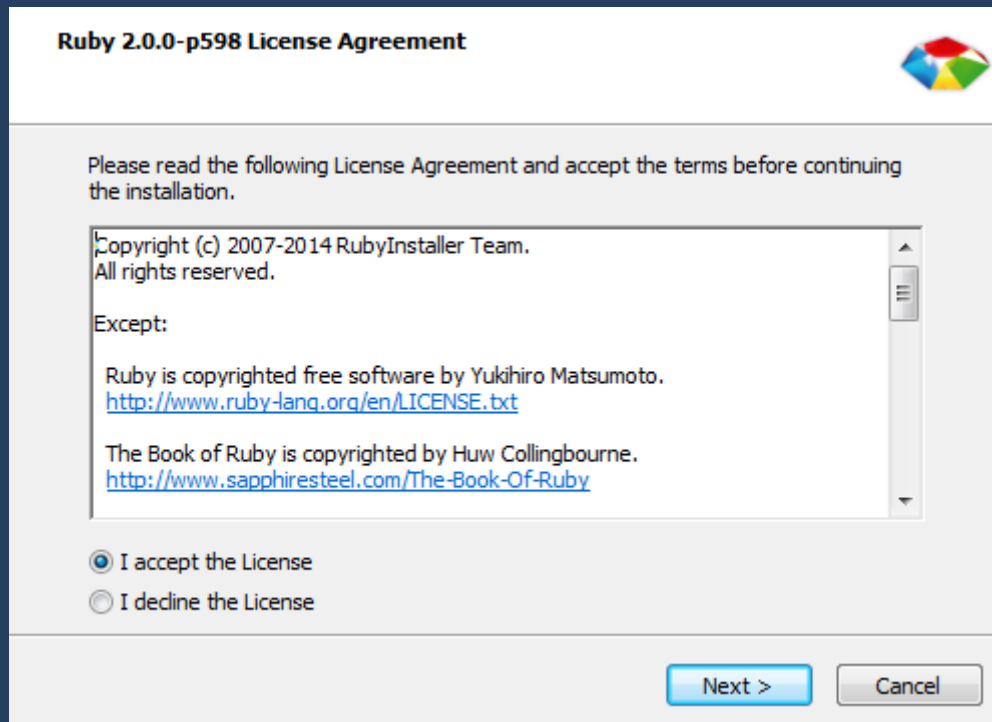 Ruby 2.0.0-p598 License Agreement
Please read the following License Agreement and accept the terms before continuing
the installation.
Copyright (c) 2007-2014 RubyInstaller Team.
All rights reserved.
Except:
Ruby is copyrighted free software by Yukihiro Matsumoto.
http://www.ruby-lang.org/en/LICENSE.txt
The Book of Ruby is copyrighted by Huw Collingbourne.
http://www.sapphiresteel.com/The-Book-Of-Ruby
I accept the License
I decline the License
Next > Cancel